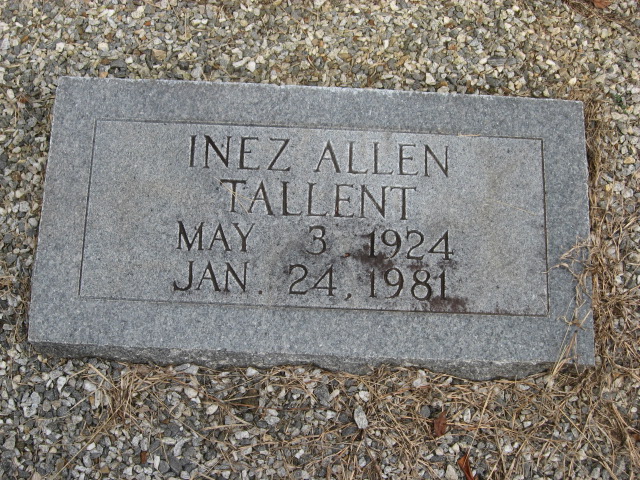 INEZ ALLEN
TALLENT
MAY 3 1924
JAN. 24, 1981